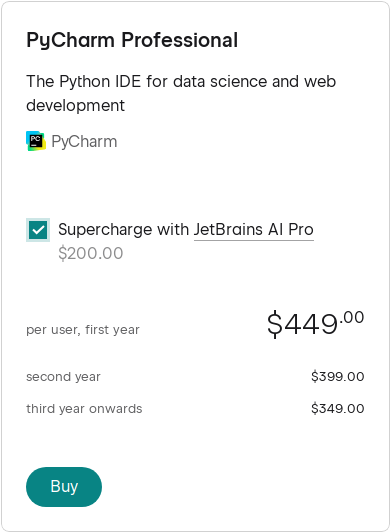 PyCharm Professional
The Python IDE for data science and web
development
PC
PyCharm
Supercharge with JetBrains AI Pro
$200.00
per user, first year $449.00
second year $399.00
third year onwards $349.00
Buy